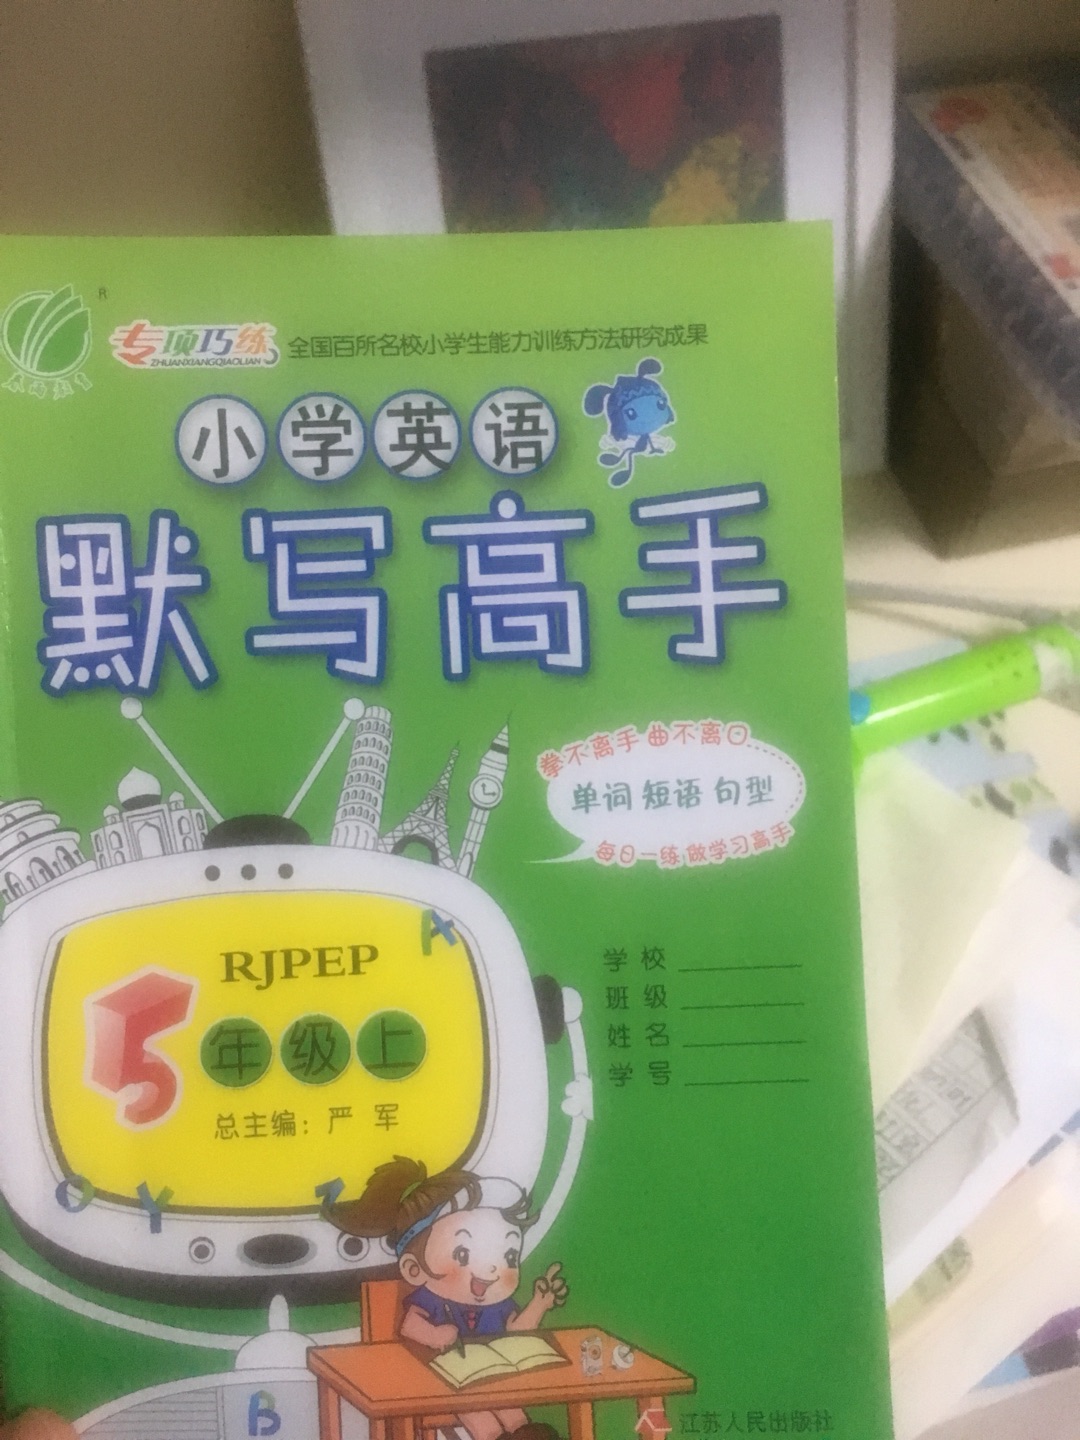 R
专项巧练
ZHUANXIANGQIAOLIAN
全国百所名校小学生能力训练方法研究成果
春雨教育
小学英语
默写高手
拳不离手 曲不离口
单词 短语 句型
每日一练 做学习高手
A
RJPEP
5年级上
总主编：严 军
学 校
班 级
姓 名
学 号
O Y Z
B
江苏人民出版社